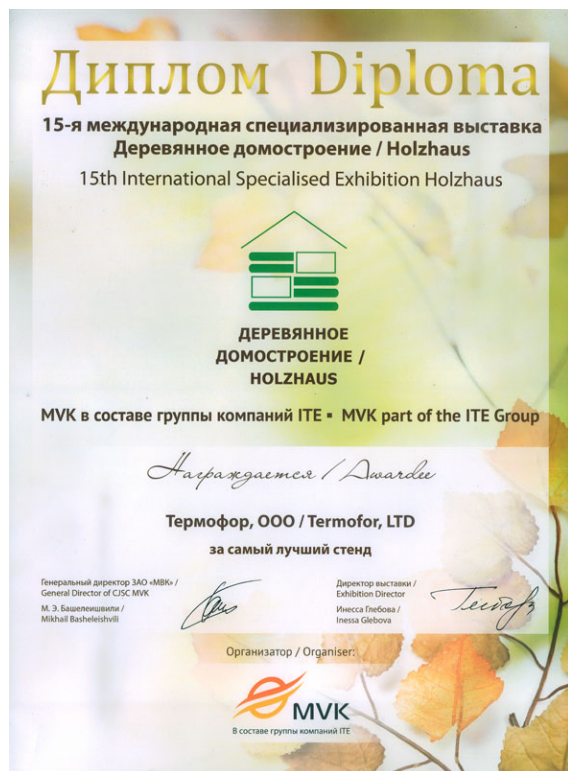 Диплом Diploma
15-я международная специализированная выставка
Деревянное домостроение / Holzhaus
15th International Specialised Exhibition Holzhaus
ДЕРЕВЯННОЕ
ДОМОСТРОЕНИЕ /
HOLZHAUS
MVK в составе группы компаний ITE ▪ MVK part of the ITE Group
Награждается / Awardee
Термофор, ООО / Termofor, LTD
за самый лучший стенд
Генеральный директор ЗАО «МВК» /
General Director of CJSC MVK
М. Э. Башелеишвили /
Mikhail Basheleishvili
Директор выставки /
Exhibition Director
Инесса Глебова /
Inessa Glebova
Организатор / Organiser:
MVK
В составе группы компаний ITE